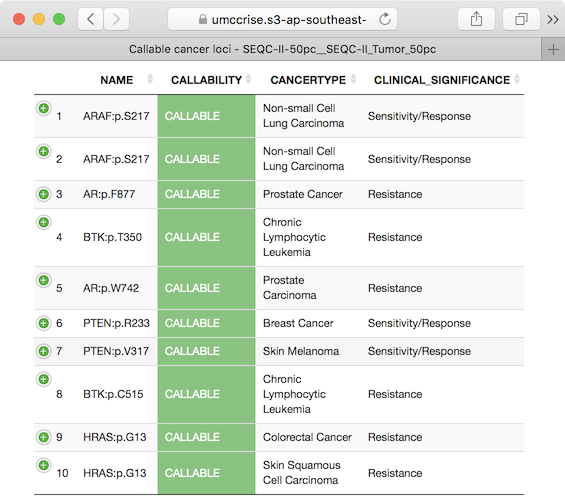 umccrise.s3-ap-southeast-
Callable cancer loci - SEQC-II-50pc__SEQC-II_Tumor_50pc
NAME CALLABILITY CANCERTYPE CLINICAL_SIGNIFICANCE
1 ARAF:p.S217 CALLABLE Non-small Cell Sensitivity/Response
Lung Carcinoma
2 ARAF:p.S217 CALLABLE Non-small Cell Sensitivity/Response
Lung Carcinoma
3 AR:p.F877 CALLABLE Prostate Cancer Resistance
Chronic
4 BTK:p.T350 CALLABLE Lymphocytic Resistance
Leukemia
5 AR:p.W742 CALLABLE Prostate Resistance
Carcinoma
6 PTEN:p.R233 CALLABLE Breast Cancer Sensitivity/Response
7 PTEN:p.V317 CALLABLE Skin Melanoma Sensitivity/Response
Chronic
8 BTK:p.C515 CALLABLE Lymphocytic Resistance
Leukemia
9 HRAS:p.G13 CALLABLE Colorectal Cancer Resistance
10 HRAS:p.G13 CALLABLE Skin Squamous Resistance
Cell Carcinoma